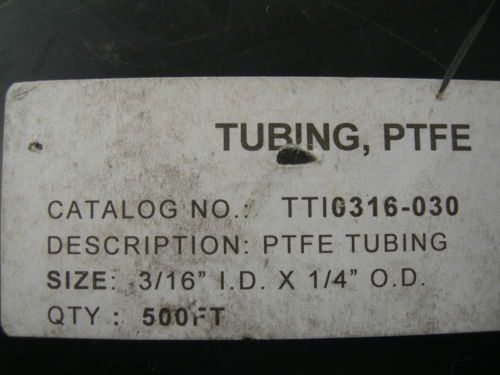 TUBING, PTFE
CATALOG NO.: TTI0316-030
DESCRIPTION: PTFE TUBING
SIZE: 3/16" I.D. X 1/4" O.D.
QTY : 500FT